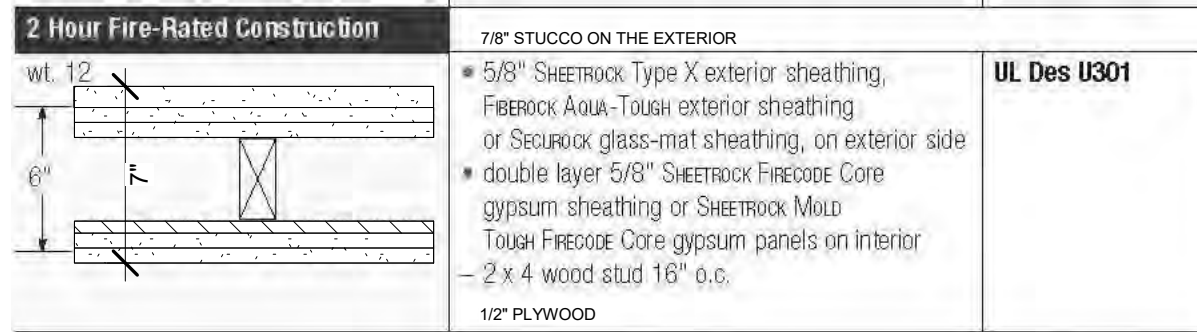 2 Hour Fire-Rated Construction
7/8" STUCCO ON THE EXTERIOR
wt. 12
6"
7"
• 5/8" SHEETROCK Type X exterior sheathing,
FIBEROCK AQUA-TOUGH exterior sheathing
or SECUROCK glass-mat sheathing, on exterior side
• double layer 5/8" SHEETROCK FIRECODE Core
gypsum sheathing or SHEETROCK MOLD
TOUGH FIRECODE Core gypsum panels on interior
– 2 x 4 wood stud 16" o.c.
1/2" PLYWOOD
UL Des U301